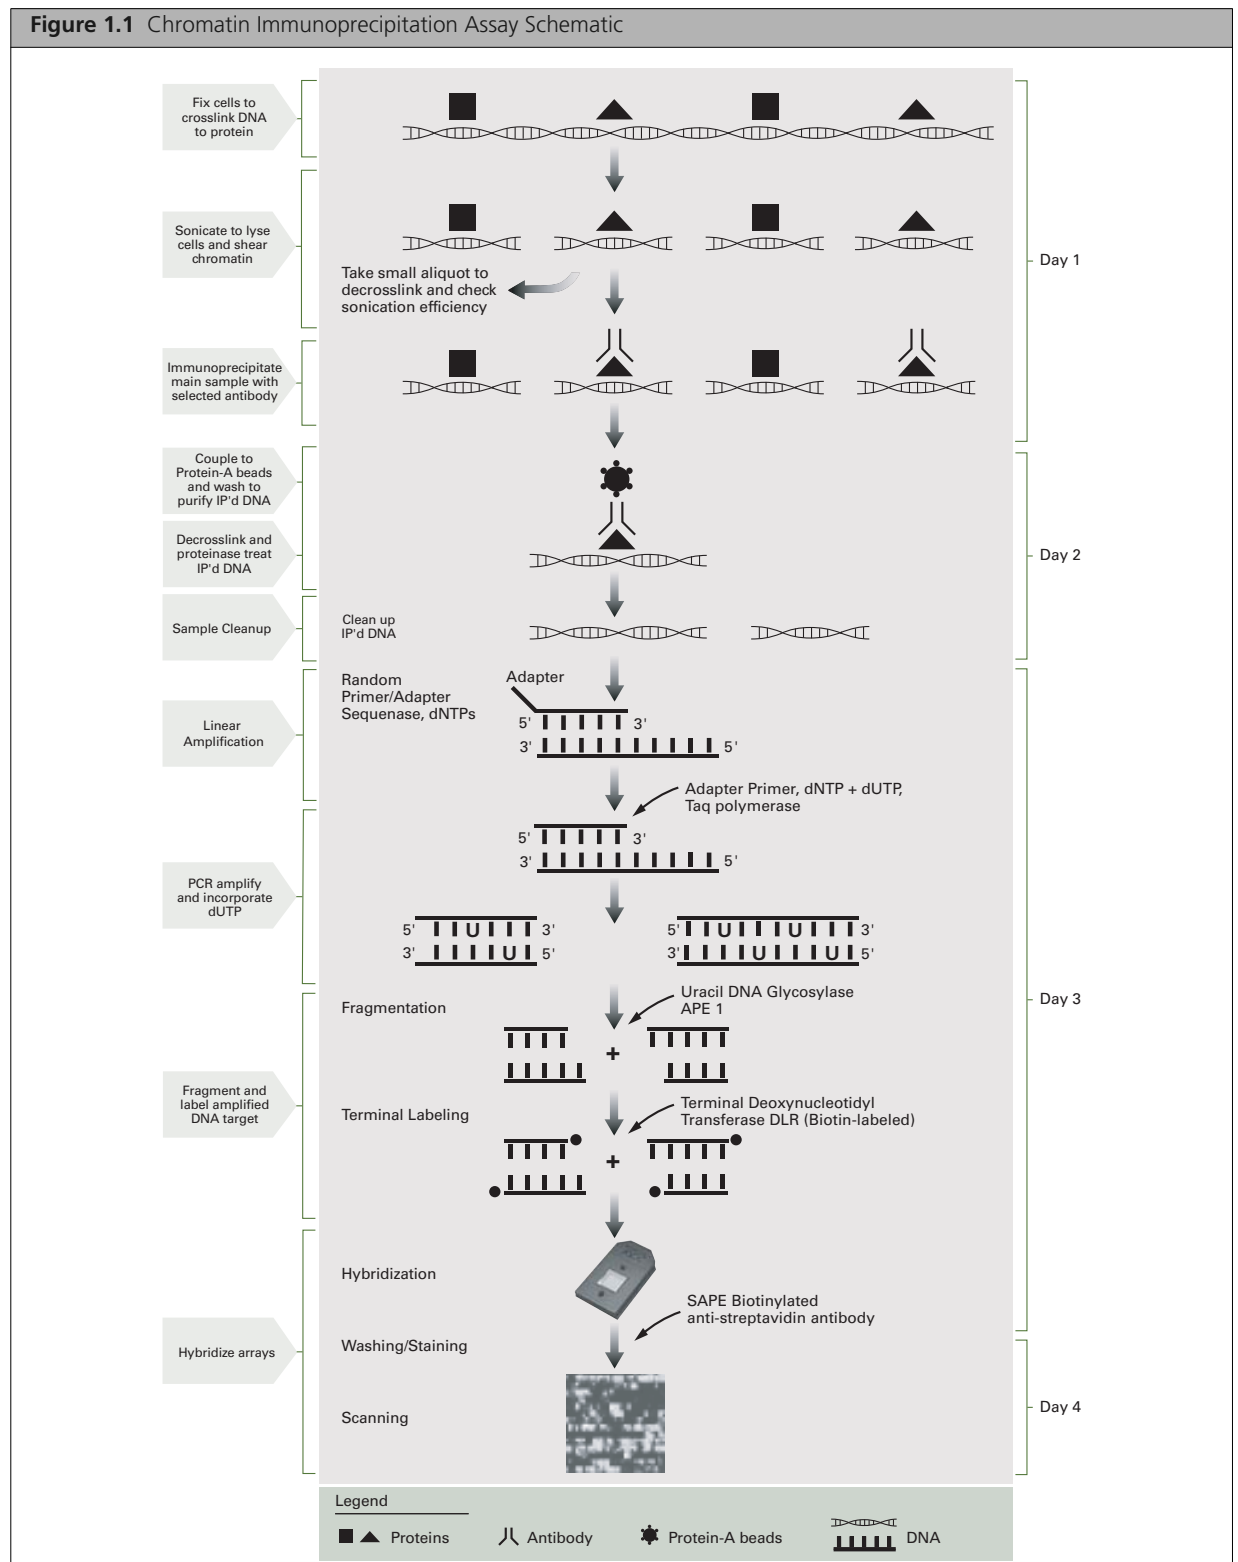 Figure 1.1 Chromatin Immunoprecipitation Assay Schematic
Fix cells to
crosslink DNA
to protein
Sonicate to lyse
cells and shear
chromatin
Take small aliquot to
decrosslink and check
sonication efficiency
Day 1
Immunoprecipitate
main sample with
selected antibody
Couple to
Protein-A beads
and wash to
purify IP'd DNA
Decrosslink and
proteinase treat
IP'd DNA
Day 2
Sample Cleanup
Clean up
IP'd DNA
Random
Primer/Adapter
Sequenase, dNTPs
Adapter
5' 3'
3' 5'
Linear
Amplification
Adapter Primer, dNTP + dUTP,
Taq polymerase
5' 3'
3' 5'
PCR amplify
and incorporate
dUTP
5' U 3' 5' U U 3'
3' U 5' 3' U U 5'
Day 3
Fragmentation
Uracil DNA Glycosylase
APE 1
+
Fragment and
label amplified
DNA target
Terminal Labeling
Terminal Deoxynucleotidyl
Transferase DLR (Biotin-labeled)
+
Hybridization
SAPE Biotinylated
anti-streptavidin antibody
Hybridize arrays
Washing/Staining
Scanning
Day 4
Legend
Proteins Antibody Protein-A beads DNA